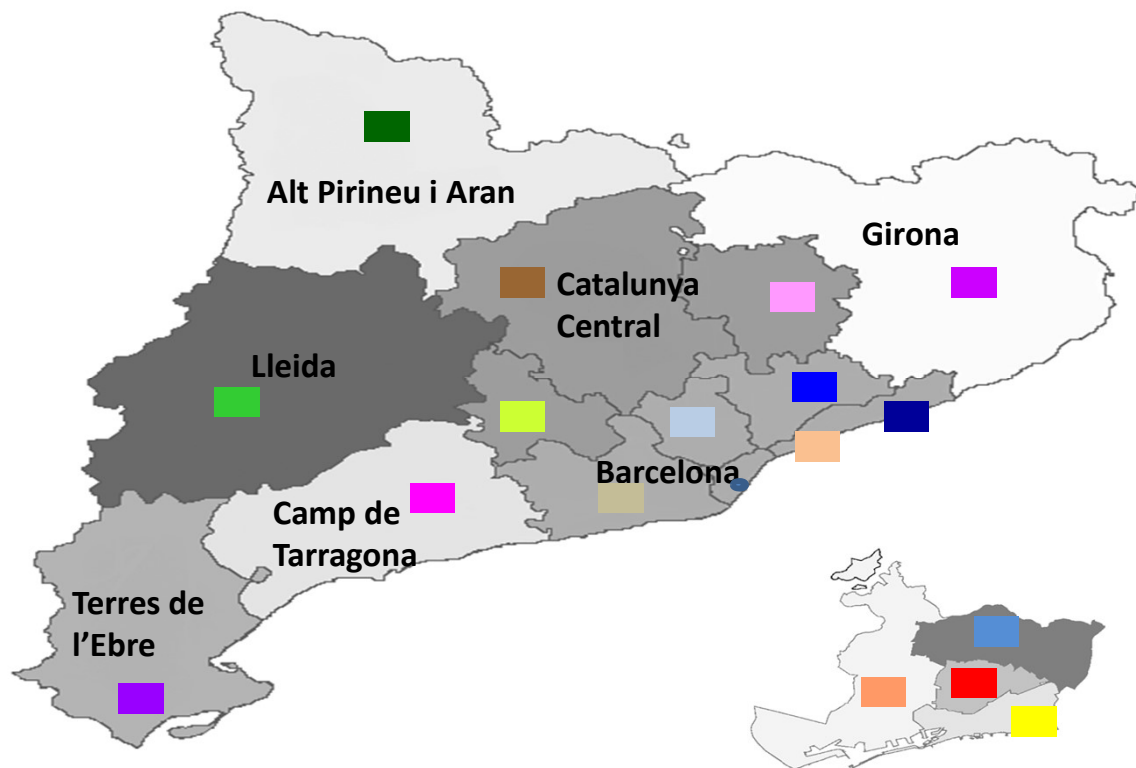 Alt Pirineu i Aran
Girona
Catalunya
Central
Lleida
Barcelona
Camp de
Tarragona
Terres de
l’Ebre